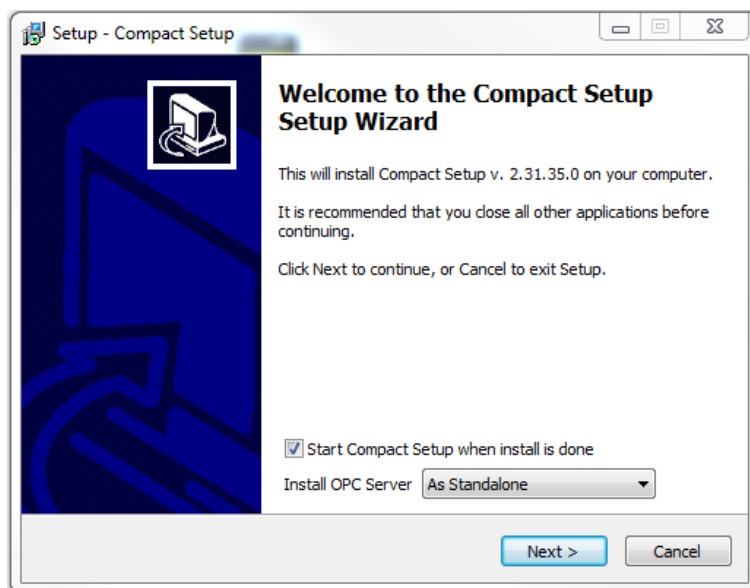 Setup - Compact Setup
Welcome to the Compact Setup
Setup Wizard
This will install Compact Setup v. 2.31.35.0 on your computer.
It is recommended that you close all other applications before
continuing.
Click Next to continue, or Cancel to exit Setup.
Start Compact Setup when install is done
Install OPC Server As Standalone
Next > Cancel